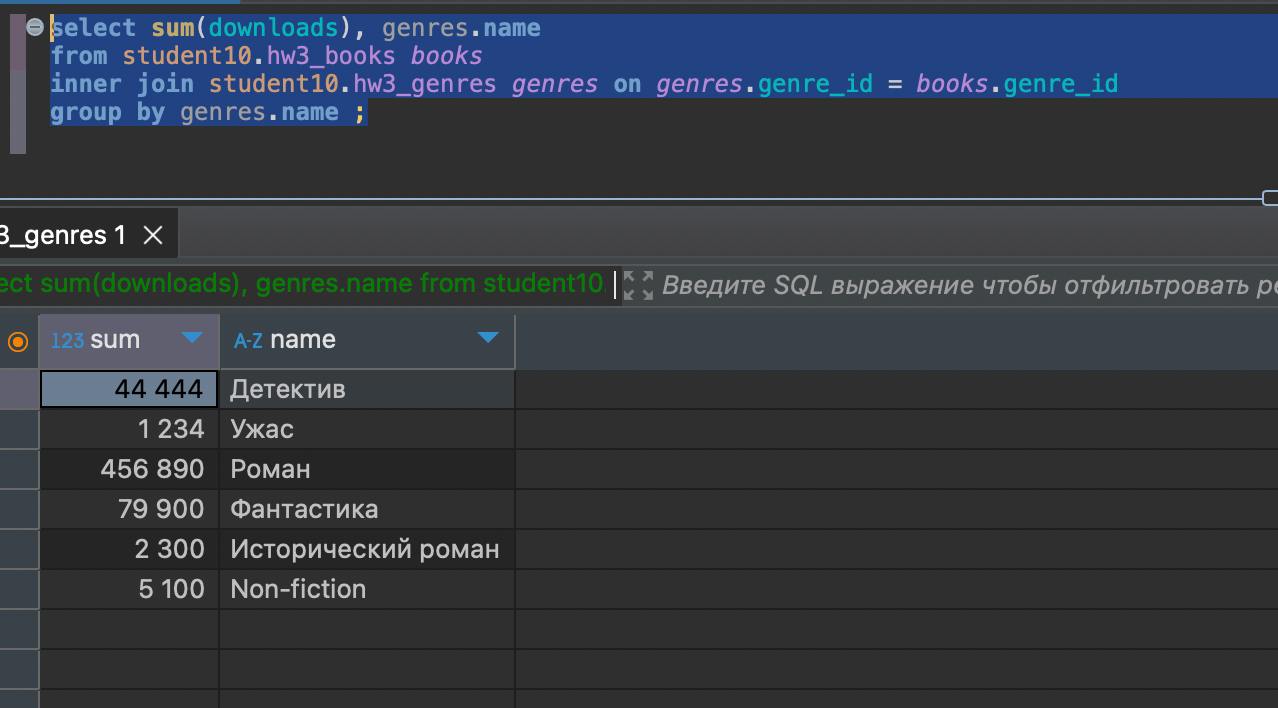 select sum(downloads), genres.name
from student10.hw3_books books
inner join student10.hw3_genres genres on genres.genre_id = books.genre_id
group by genres.name ;
3_genres 1
ect sum(downloads), genres.name from student10. Введите SQL выражение чтобы отфильтровать ре
123 sum A-Z name
44 444 Детектив
1 234 Ужас
456 890 Роман
79 900 Фантастика
2 300 Исторический роман
5 100 Non-fiction